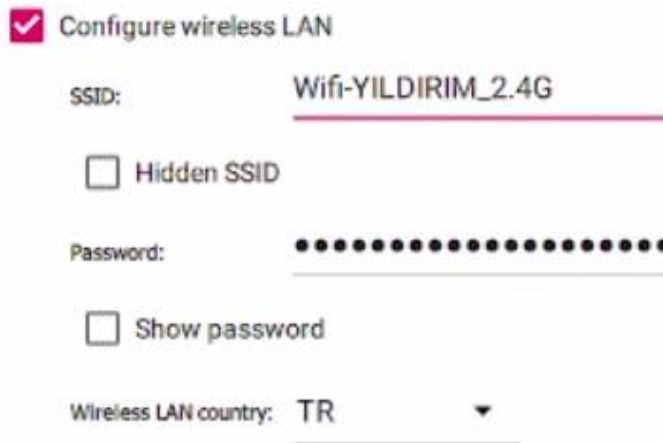 Configure wireless LAN
SSID: Wifi-YILDIRIM_2.4G
Hidden SSID
Password: ••••••••••••••••••••
Show password
Wireless LAN country: TR